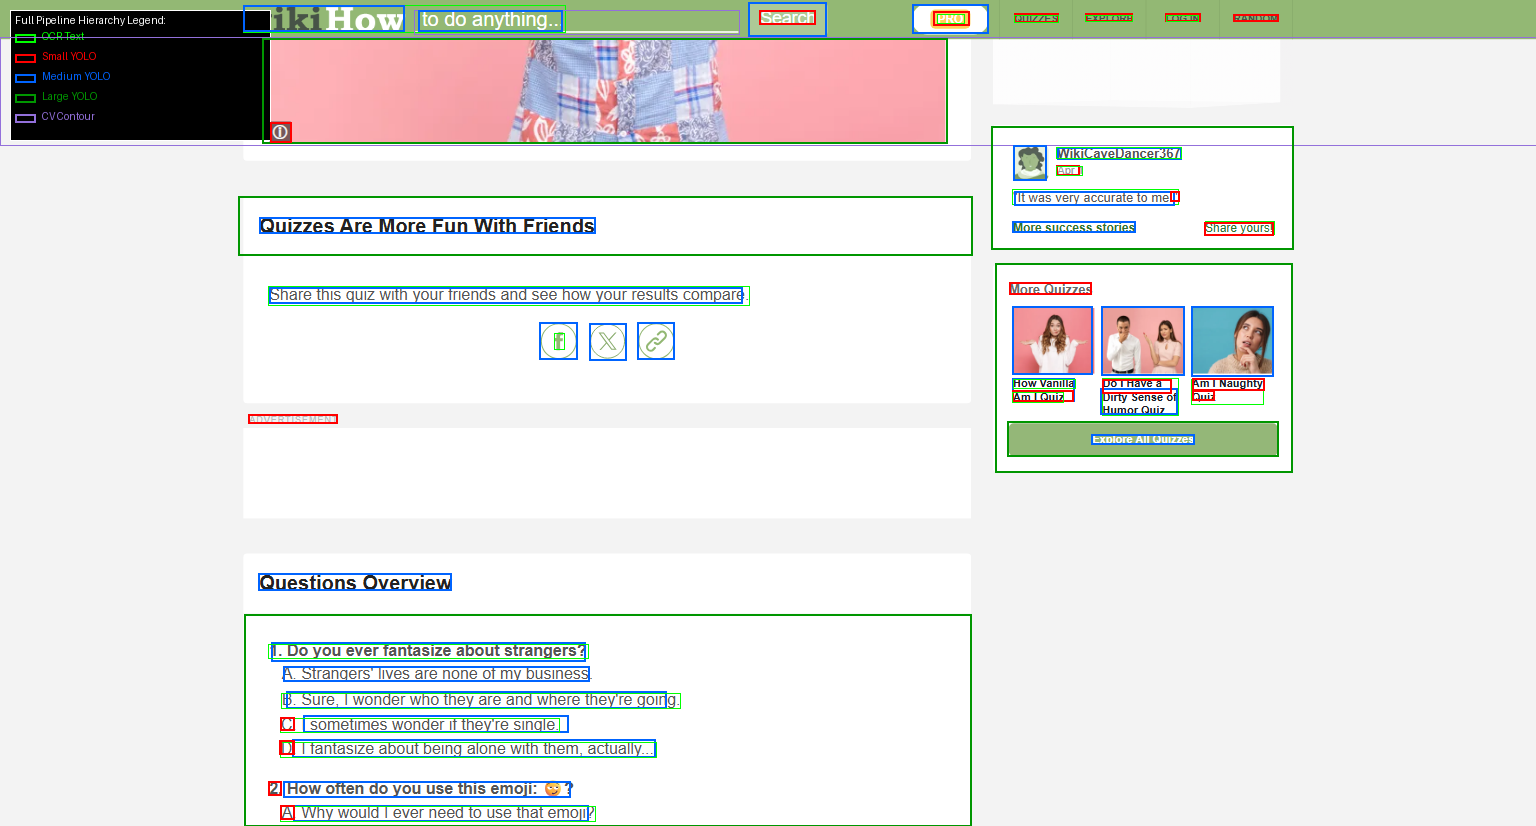 Full Pipeline Hierarchy Legend:
OCR Text
Small YOLO
Medium YOLO
Large YOLO
CV Contour
wikiHow
to do anything...
Search
PRO
QUIZZES
EXPLORE
LOG IN
RANDOM
WikiCaveDancer367
"It was very accurate to me!"
More success stories
Share yours!
Quizzes Are More Fun With Friends
Share this quiz with your friends and see how your results compare.
More Quizzes
How Vanilla
Am I Quiz
Do I Have a
Dirty Sense of
Humor Quiz
Am I Naughty
Quiz
Explore All Quizzes
ADVERTISEMENT
Questions Overview
1. Do you ever fantasize about strangers?
A. Strangers' lives are none of my business.
B. Sure, I wonder who they are and where they're going.
C. I sometimes wonder if they're single.
D. I fantasize about being alone with them, actually...
2. How often do you use this emoji: 🙄?
A. Why would I ever need to use that emoji?